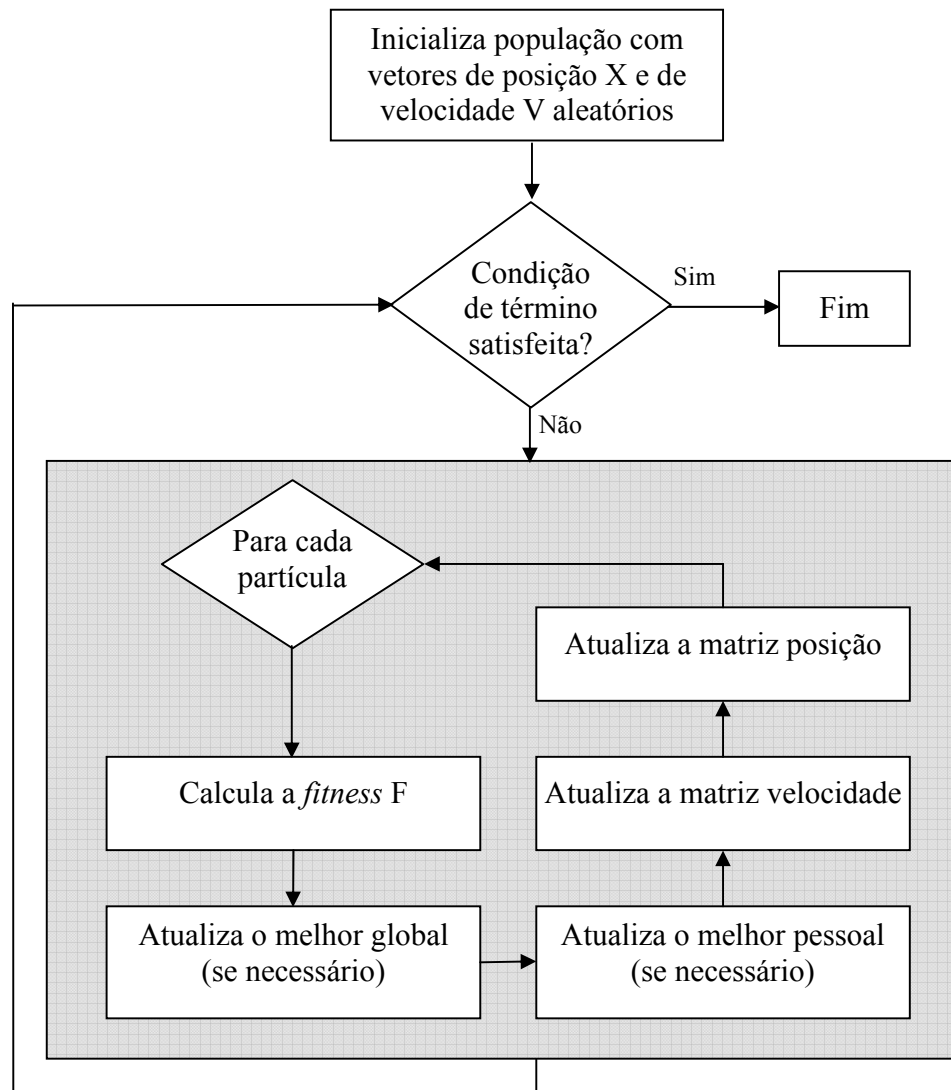 Inicializa população com
vetores de posição X e de
velocidade V aleatórios
Condição
de término
satisfeita?
Sim
Fim
Não
Para cada
partícula
Atualiza a matriz posição
Calcula a fitness F
Atualiza a matriz velocidade
Atualiza o melhor global
(se necessário)
Atualiza o melhor pessoal
(se necessário)